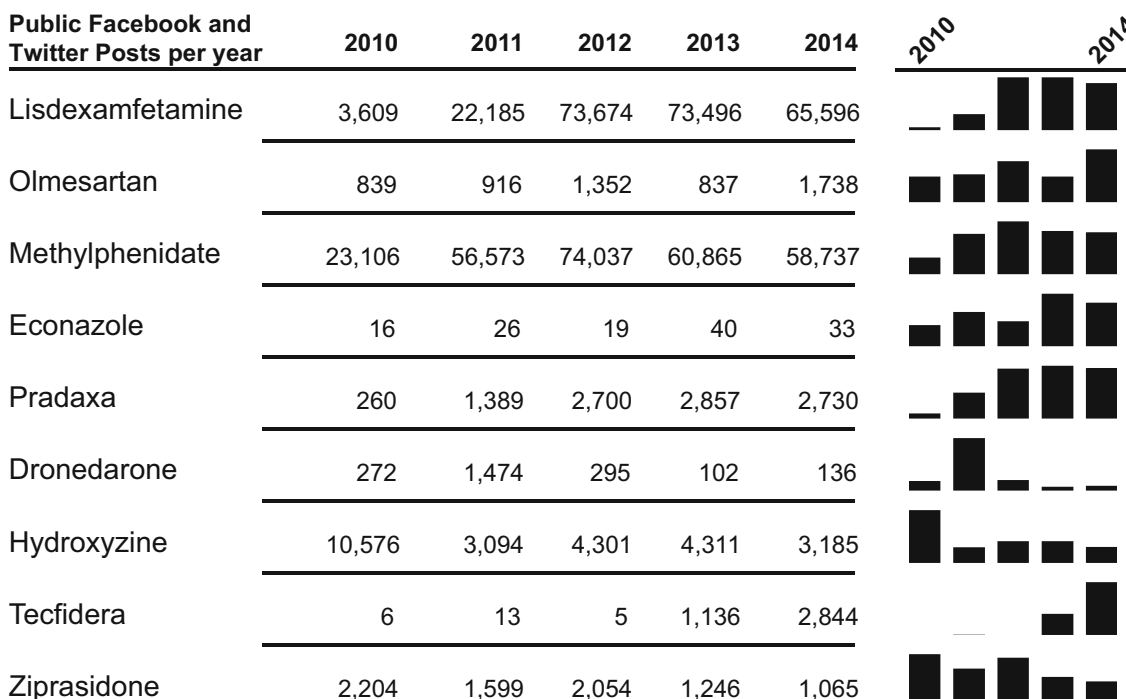 Public Facebook and
Twitter Posts per year 2010 2011 2012 2013 2014 2010 2014
Lisdexamfetamine 3,609 22,185 73,674 73,496 65,596
Olmesartan 839 916 1,352 837 1,738
Methylphenidate 23,106 56,573 74,037 60,865 58,737
Econazole 16 26 19 40 33
Pradaxa 260 1,389 2,700 2,857 2,730
Dronedarone 272 1,474 295 102 136
Hydroxyzine 10,576 3,094 4,301 4,311 3,185
Tecfidera 6 13 5 1,136 2,844
Ziprasidone 2,204 1,599 2,054 1,246 1,065